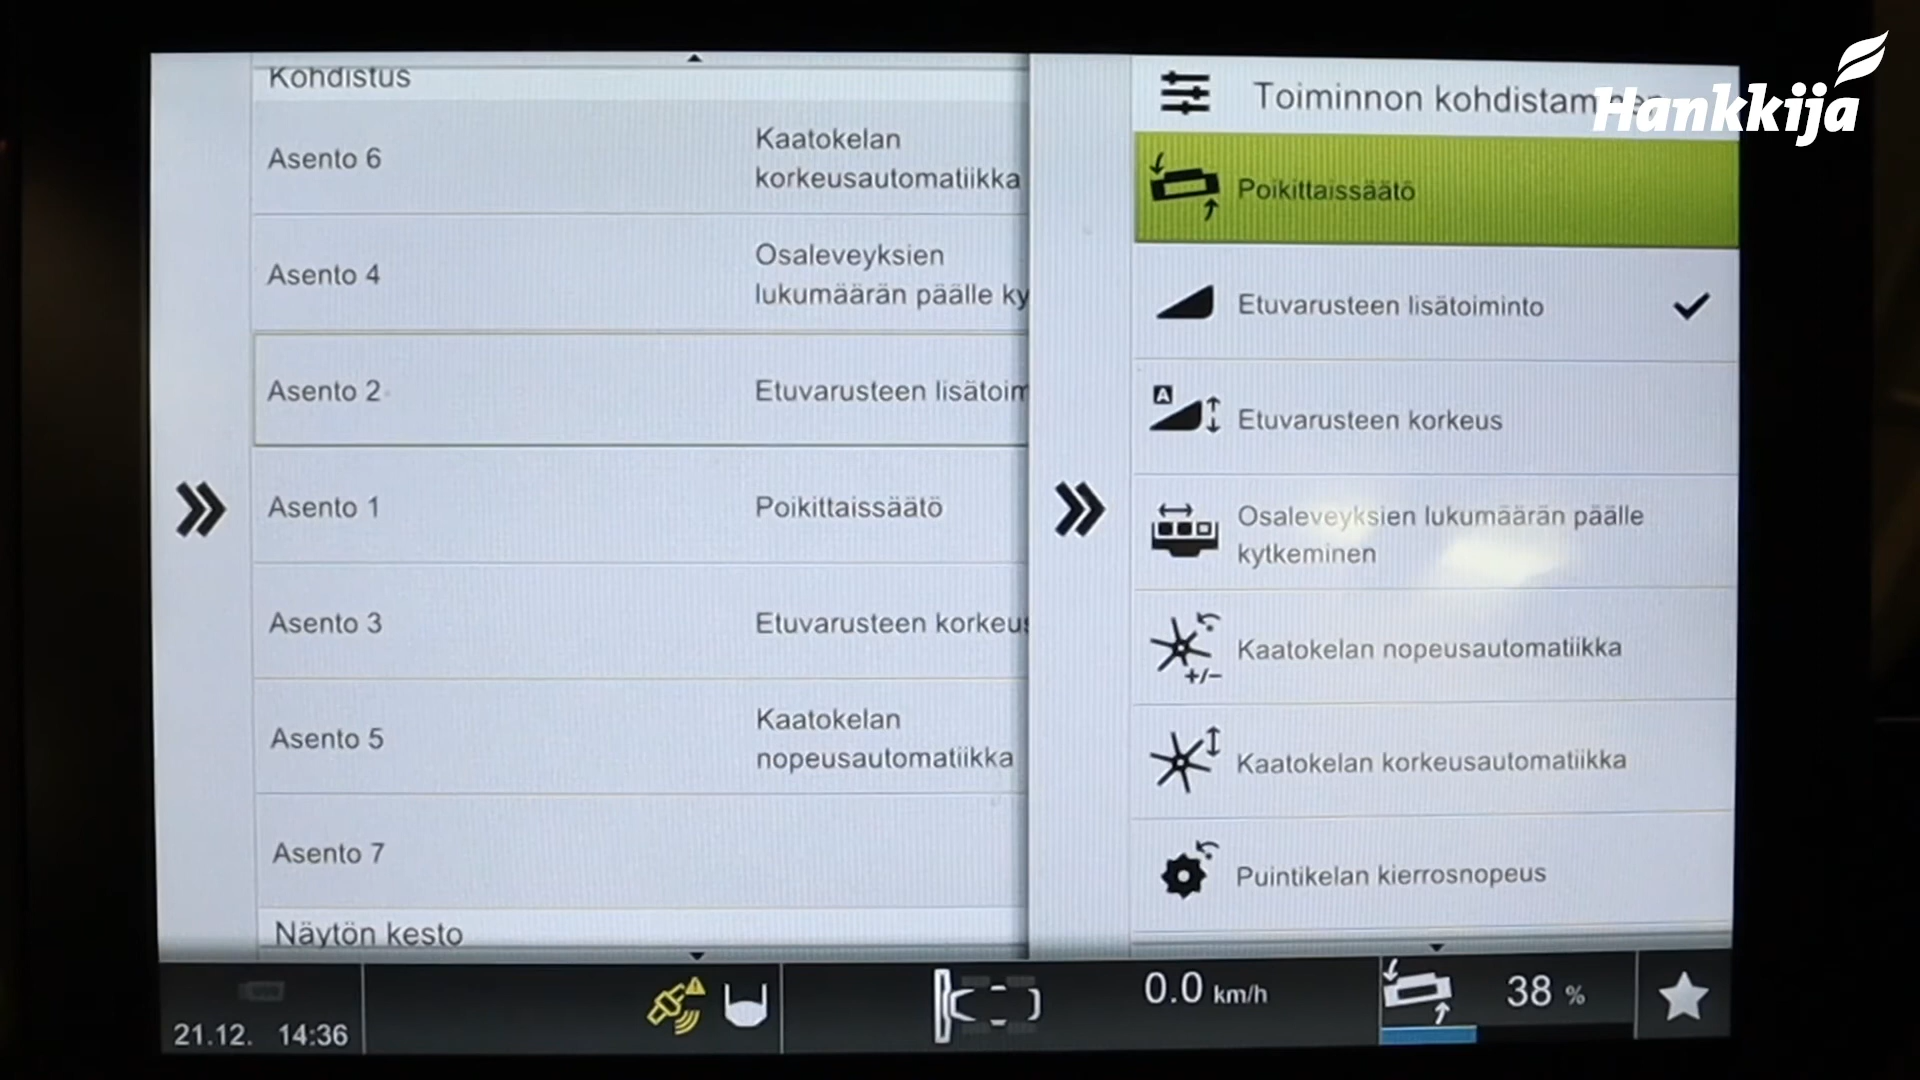 Kohdistus
Asento 6
Kaatokelan
korkeusautomatiikka
Asento 4
Osaleveyksien
lukumäärän päälle ky
Asento 2
Etuvarusteen lisätoim
Asento 1
Poikittaissäätö
Asento 3
Etuvarusteen korkeus
Asento 5
Kaatokelan
nopeusautomatiikka
Asento 7
Näytön kesto
Toiminnon kohdistaminen
Hankkija
Poikittaissäätö
Etuvarusteen lisätoiminto
A
Etuvarusteen korkeus
Osaleveyksien lukumäärän päälle
kytkeminen
+/−
Kaatokelan nopeusautomatiikka
Kaatokelan korkeusautomatiikka
Puintikelan kierrosnopeus
21.12. 14:36
0.0 km/h
38 %